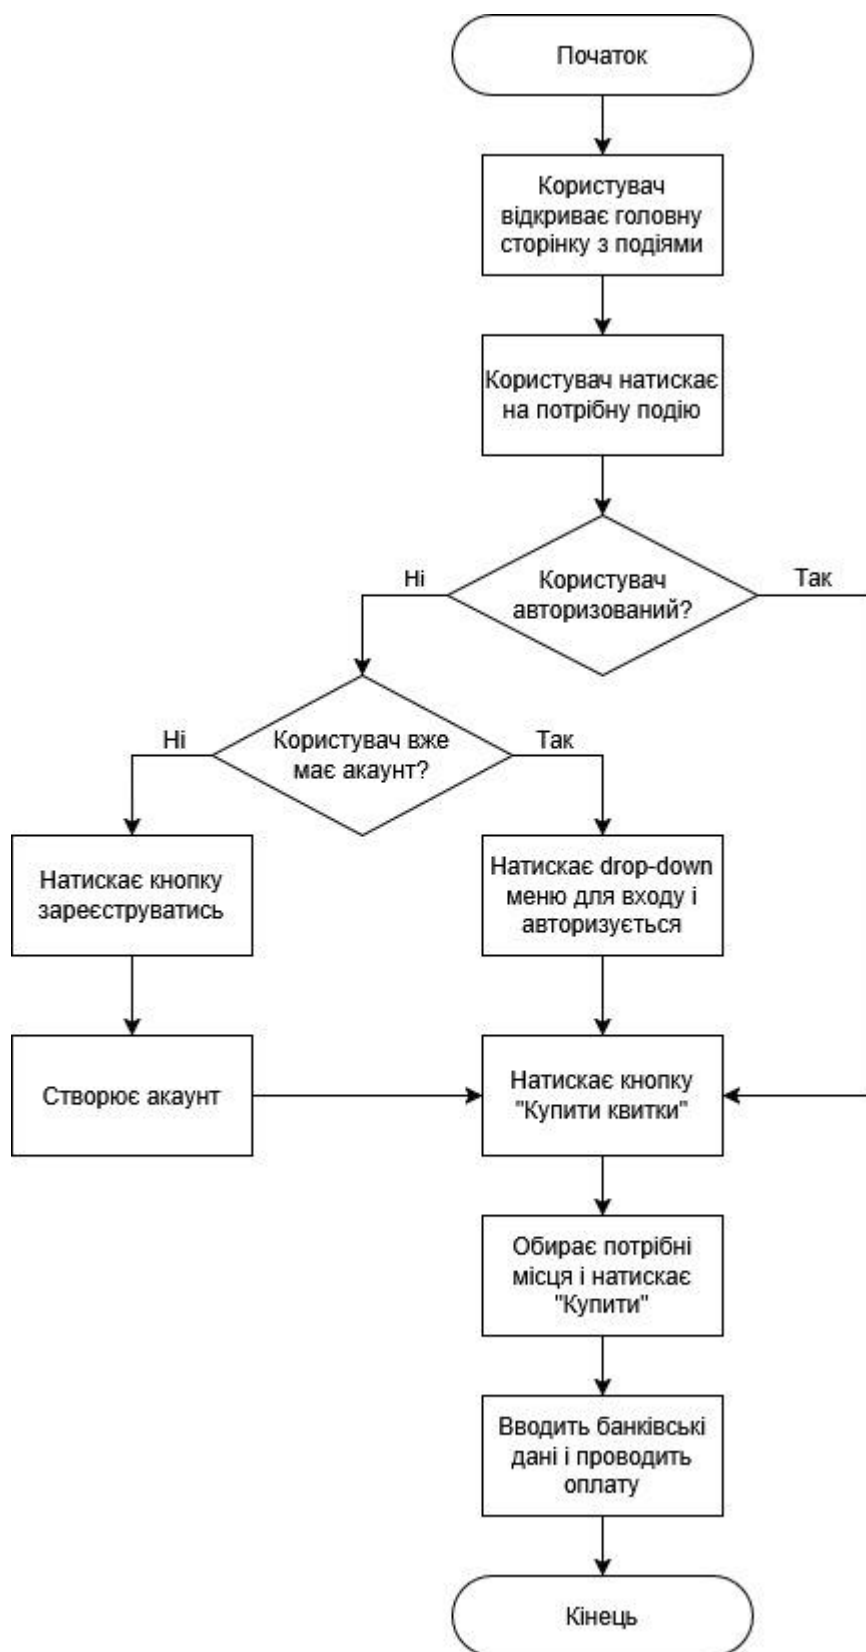 Початок
Користувач
відкриває головну
сторінку з подіями
Користувач натискає
на потрібну подію
Ні
Користувач
авторизований?
Так
Ні
Користувач вже
має акаунт?
Так
Натискає кнопку
зареєструватись
Натискає drop-down
меню для входу і
авторизується
Створює акаунт
Натискає кнопку
"Купити квитки"
Обирає потрібні
місця і натискає
"Купити"
Вводить банківські
дані і проводить
оплату
Кінець